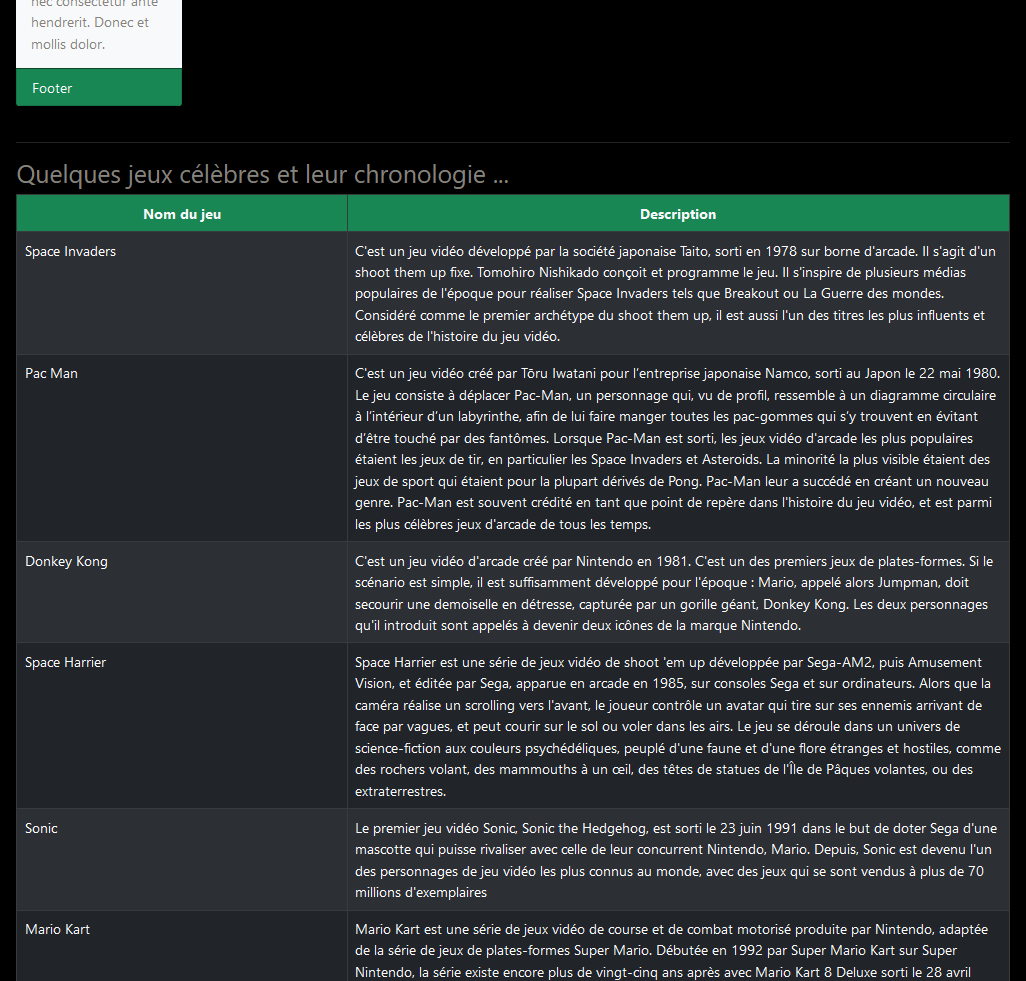 nec consectetur ante
hendrerit. Donec et
mollis dolor.
Footer
Quelques jeux célèbres et leur chronologie ...
Nom du jeu
Description
Space Invaders
C'est un jeu vidéo développé par la société japonaise Taito, sorti en 1978 sur borne d'arcade. Il s'agit d'un
shoot them up fixe. Tomohiro Nishikado conçoit et programme le jeu. Il s'inspire de plusieurs médias
populaires de l'époque pour réaliser Space Invaders tels que Breakout ou La Guerre des mondes.
Considéré comme le premier archétype du shoot them up, il est aussi l'un des titres les plus influents et
célèbres de l'histoire du jeu vidéo.
Pac Man
C'est un jeu vidéo créé par Tōru Iwatani pour l'entreprise japonaise Namco, sorti au Japon le 22 mai 1980.
Le jeu consiste à déplacer Pac-Man, un personnage qui, vu de profil, ressemble à un diagramme circulaire
à l'intérieur d'un labyrinthe, afin de lui faire manger toutes les pac-gommes qui s'y trouvent en évitant
d'être touché par des fantômes. Lorsque Pac-Man est sorti, les jeux vidéo d'arcade les plus populaires
étaient les jeux de tir, en particulier les Space Invaders et Asteroids. La minorité la plus visible étaient des
jeux de sport qui étaient pour la plupart dérivés de Pong. Pac-Man leur a succédé en créant un nouveau
genre. Pac-Man est souvent crédité en tant que point de repère dans l'histoire du jeu vidéo, et est parmi
les plus célèbres jeux d'arcade de tous les temps.
Donkey Kong
C'est un jeu vidéo d'arcade créé par Nintendo en 1981. C'est un des premiers jeux de plates-formes. Si le
scénario est simple, il est suffisamment développé pour l'époque : Mario, appelé alors Jumpman, doit
secourir une demoiselle en détresse, capturée par un gorille géant, Donkey Kong. Les deux personnages
qu'il introduit sont appelés à devenir deux icônes de la marque Nintendo.
Space Harrier
Space Harrier est une série de jeux vidéo de shoot 'em up développée par Sega-AM2, puis Amusement
Vision, et éditée par Sega, apparue en arcade en 1985, sur consoles Sega et sur ordinateurs. Alors que la
caméra réalise un scrolling vers l'avant, le joueur contrôle un avatar qui tire sur ses ennemis arrivant de
face par vagues, et peut courir sur le sol ou voler dans les airs. Le jeu se déroule dans un univers de
science-fiction aux couleurs psychédéliques, peuplé d'une faune et d'une flore étranges et hostiles, comme
des rochers volant, des mammouths à un œil, des têtes de statues de l'Île de Pâques volantes, ou des
extraterrestres.
Sonic
Le premier jeu vidéo Sonic, Sonic the Hedgehog, est sorti le 23 juin 1991 dans le but de doter Sega d'une
mascotte qui puisse rivaliser avec celle de leur concurrent Nintendo, Mario. Depuis, Sonic est devenu l'un
des personnages de jeu vidéo les plus connus au monde, avec des jeux qui se sont vendus à plus de 70
millions d'exemplaires
Mario Kart
Mario Kart est une série de jeux vidéo de course et de combat motorisé produite par Nintendo, adaptée
de la série de jeux de plates-formes Super Mario. Débutée en 1992 par Super Mario Kart sur Super
Nintendo, la série existe encore plus de vingt-cinq ans après avec Mario Kart 8 Deluxe sorti le 28 avril